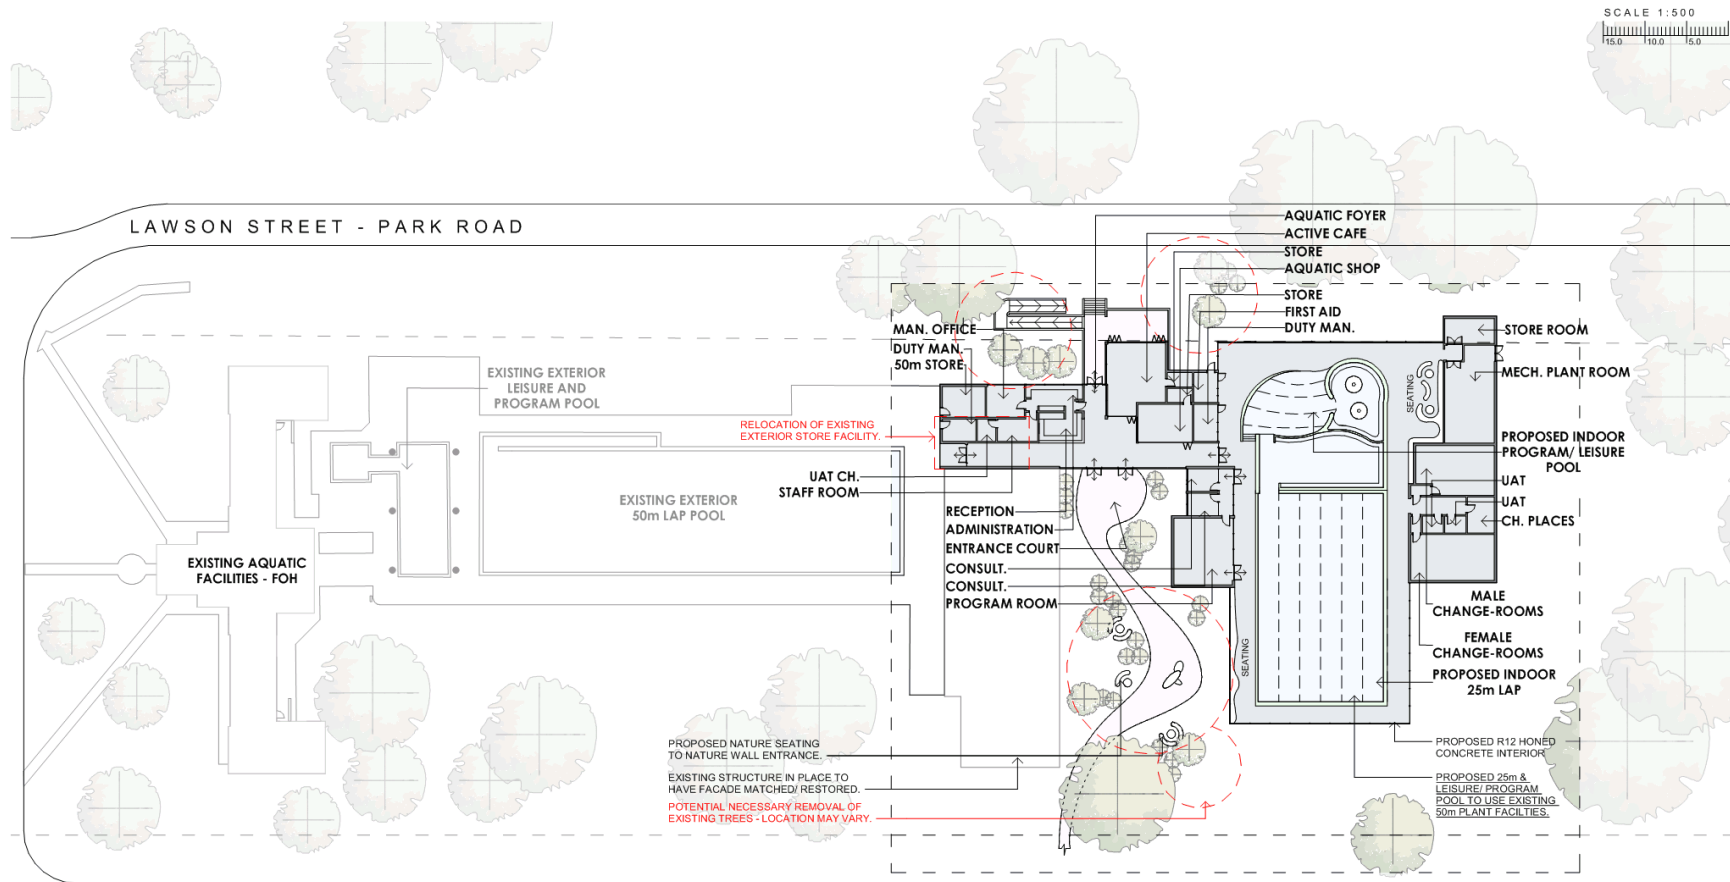 SCALE 1:500
15.0 10.0 5.0
LAWSON STREET - PARK ROAD
AQUATIC FOYER
ACTIVE CAFE
STORE
AQUATIC SHOP
STORE
FIRST AID
DUTY MAN.
MAN. OFFICE
DUTY MAN.
50m STORE
STORE ROOM
MECH. PLANT ROOM
SEATING
EXISTING EXTERIOR
LEISURE AND
PROGRAM POOL
RELOCATION OF EXISTING
EXTERIOR STORE FACILITY.
PROPOSED INDOOR
PROGRAM/ LEISURE
POOL
UAT CH.
STAFF ROOM
UAT
UAT
CH. PLACES
EXISTING EXTERIOR
50m LAP POOL
RECEPTION
ADMINISTRATION
ENTRANCE COURT
CONSULT.
CONSULT.
PROGRAM ROOM
EXISTING AQUATIC
FACILITIES - FOH
MALE
CHANGE-ROOMS
FEMALE
CHANGE-ROOMS
SEATING
PROPOSED INDOOR
25m LAP
PROPOSED NATURE SEATING
TO NATURE WALL ENTRANCE.
EXISTING STRUCTURE IN PLACE TO
HAVE FACADE MATCHED/ RESTORED.
POTENTIAL NECESSARY REMOVAL OF
EXISTING TREES - LOCATION MAY VARY.
PROPOSED R12 HONED
CONCRETE INTERIOR
PROPOSED 25m &
LEISURE/ PROGRAM
POOL TO USE EXISTING
50m PLANT FACILTIES.